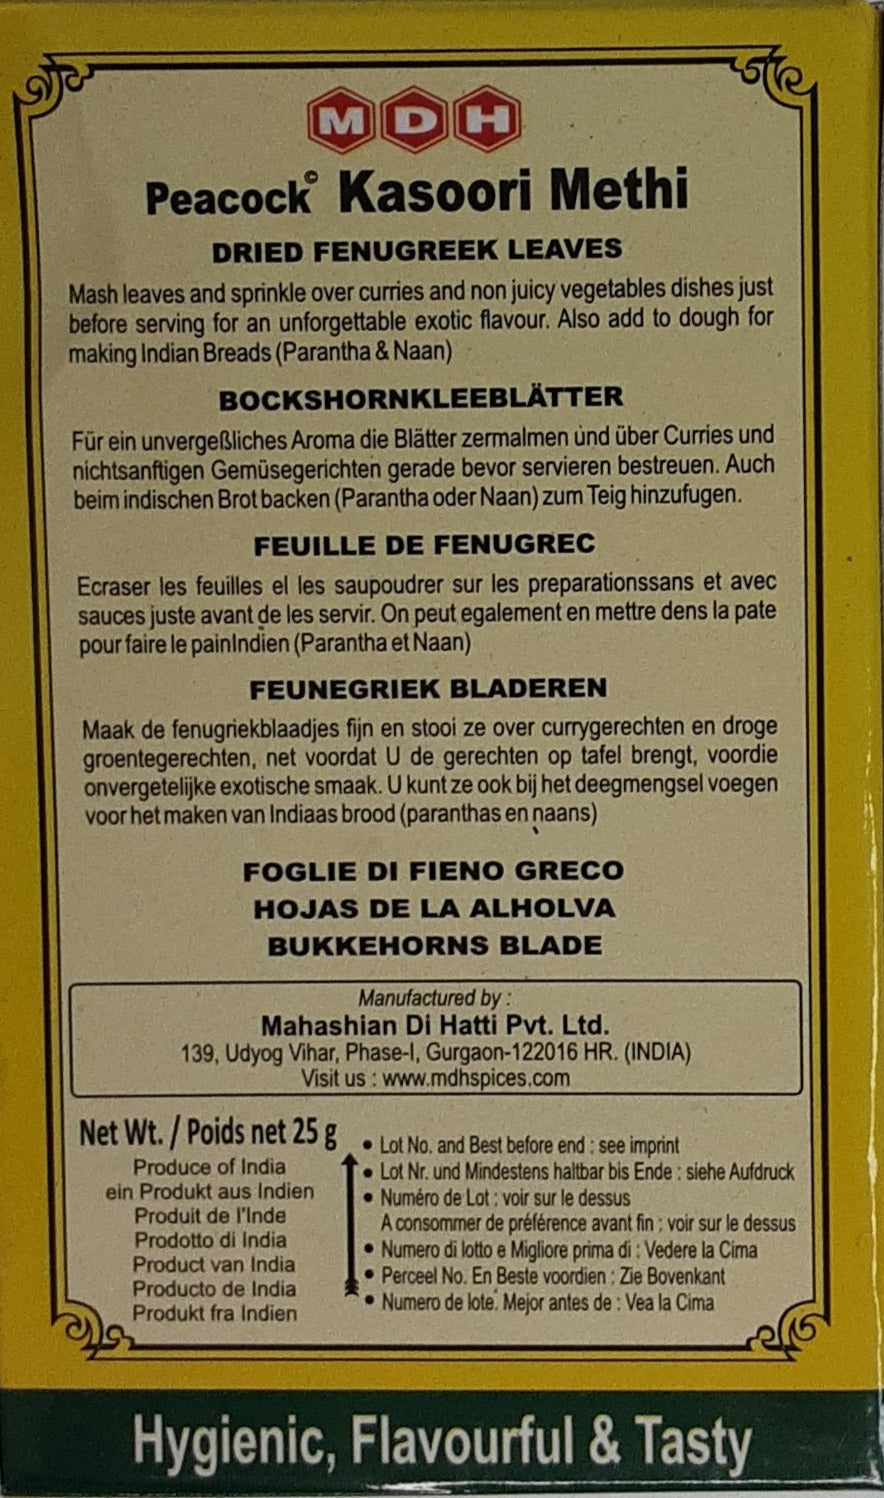 MDH
Peacock© Kasoori Methi
DRIED FENUGREEK LEAVES
Mash leaves and sprinkle over curries and non juicy vegetables dishes just
before serving for an unforgettable exotic flavour. Also add to dough for
making Indian Breads (Parantha & Naan)
BOCKSHORNKLEEBLÄTTER
Für ein unvergeßliches Aroma die Blätter zermalmen ùnd über Curries und
nichtsanftigen Gemüsegerichten gerade bevor servieren bestreuen. Auch
beim indischen Brot backen (Parantha oder Naan) zum Teig hinzufugen.
FEUILLE DE FENUGREC
Ecraser les feuilles el les saupoudrer sur les preparationssans et avec
sauces juste avant de les servir. On peut egalement en mettre dens la pate
pour faire le painIndien (Parantha et Naan)
FEUNEGRIEK BLADEREN
Maak de fenugriekblaadjes fijn en stooi ze over currygerechten en droge
groentegerechten, net voordat U de gerechten op tafel brengt, voordie
onvergetelijke exotische smaak. U kunt ze ook bij het deegmengsel voegen
voor het maken van Indiaas brood (paranthas en naans)
FOGLIE DI FIENO GRECO
HOJAS DE LA ALHOLVA
BUKKEHORNS BLADE
Manufactured by :
Mahashian Di Hatti Pvt. Ltd.
139, Udyog Vihar, Phase-I, Gurgaon-122016 HR. (INDIA)
Visit us : www.mdhspices.com
Net Wt. / Poids net 25 g
Produce of India
ein Produkt aus Indien
Produit de l'Inde
Prodotto di India
Product van India
Producto de India
Produkt fra Indien
• Lot No. and Best before end : see imprint
• Lot Nr. und Mindestens haltbar bis Ende : siehe Aufdruck
• Numéro de Lot : voir sur le dessus
A consommer de préférence avant fin : voir sur le dessus
• Numero di lotto e Migliore prima di : Vedere la Cima
• Perceel No. En Beste voordien : Zie Bovenkant
• Numero de lote. Mejor antes de : Vea la Cima
Hygienic, Flavourful & Tasty